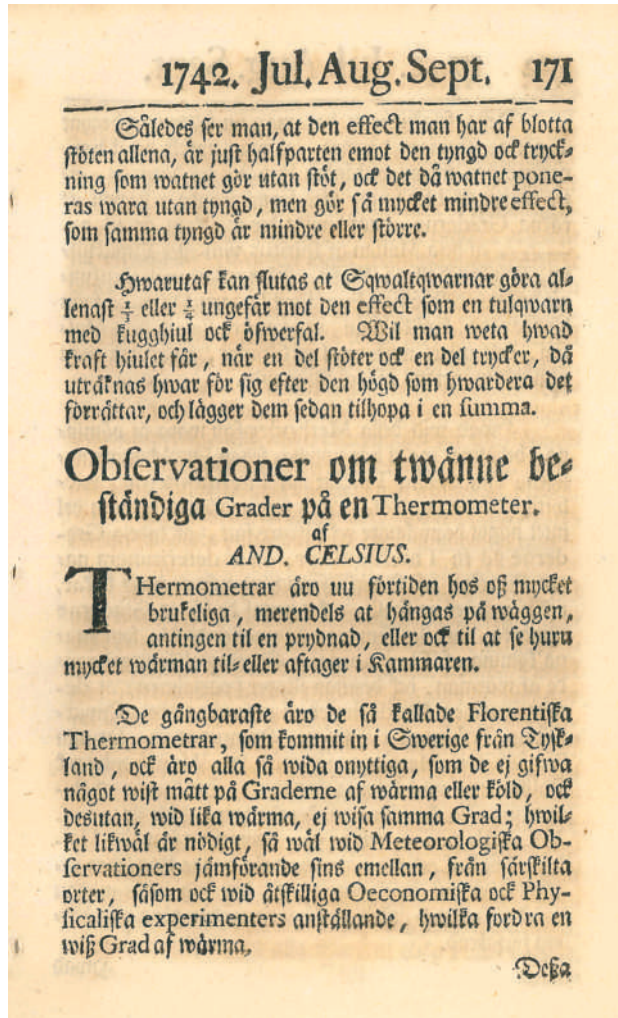 1742. Jul. Aug. Sept. 171
Således ser man, at den effect man har af blotta
stöten allena, är just halfparten emot den tyngd ock tryck-
ning som watnet gör utan stöt, ock det då watnet pone-
ras wara utan tyngd, men gör så mycket mindre effect,
som samma tyngd är mindre eller större.
Hwarutaf kan slutas at Sqwaltqwarnar göra al-
lenast 1/3 eller 1/4 ungefär mot den effect som en tulqwarn
med kugghiul ock öfwerfal. Wil man weta hwad
kraft hiulet får, när en del stöter ock en del trycker, då
uträknas hwar för sig efter den högd som hwardera det
förrättar, och lägger dem sedan tilhopa i en summa.
Observationer om twänne be-
ständiga Grader på en Thermometer.
af
AND. CELSIUS.
THermometrar äro uu förtiden hos oß mycket
brukeliga, merendels at hängas på wäggen,
antingen til en prydnad, eller ock til at se huru
mycket wärman til- eller aftager i Kammaren.
De gångbaraste äro de så kallade Florentiska
Thermometrar, som kommit in i Swerige från Tysk-
land, ock äro alla så wida onyttiga, som de ej gifwa
något wist mått på Graderne af wärma eller köld, ock
desutan, wid lika wärma, ej wisa samma Grad; hwil-
ket likwäl är nödigt, så wäl wid Meteorologiska Ob-
servationers jämförande sins emellan, från särskilta
orter, såsom ock wid åtskilliga Oeconomiska ock Phy-
sicaliska experimenters anställande, hwilka fordra en
wiß Grad af wärma.
Deßa